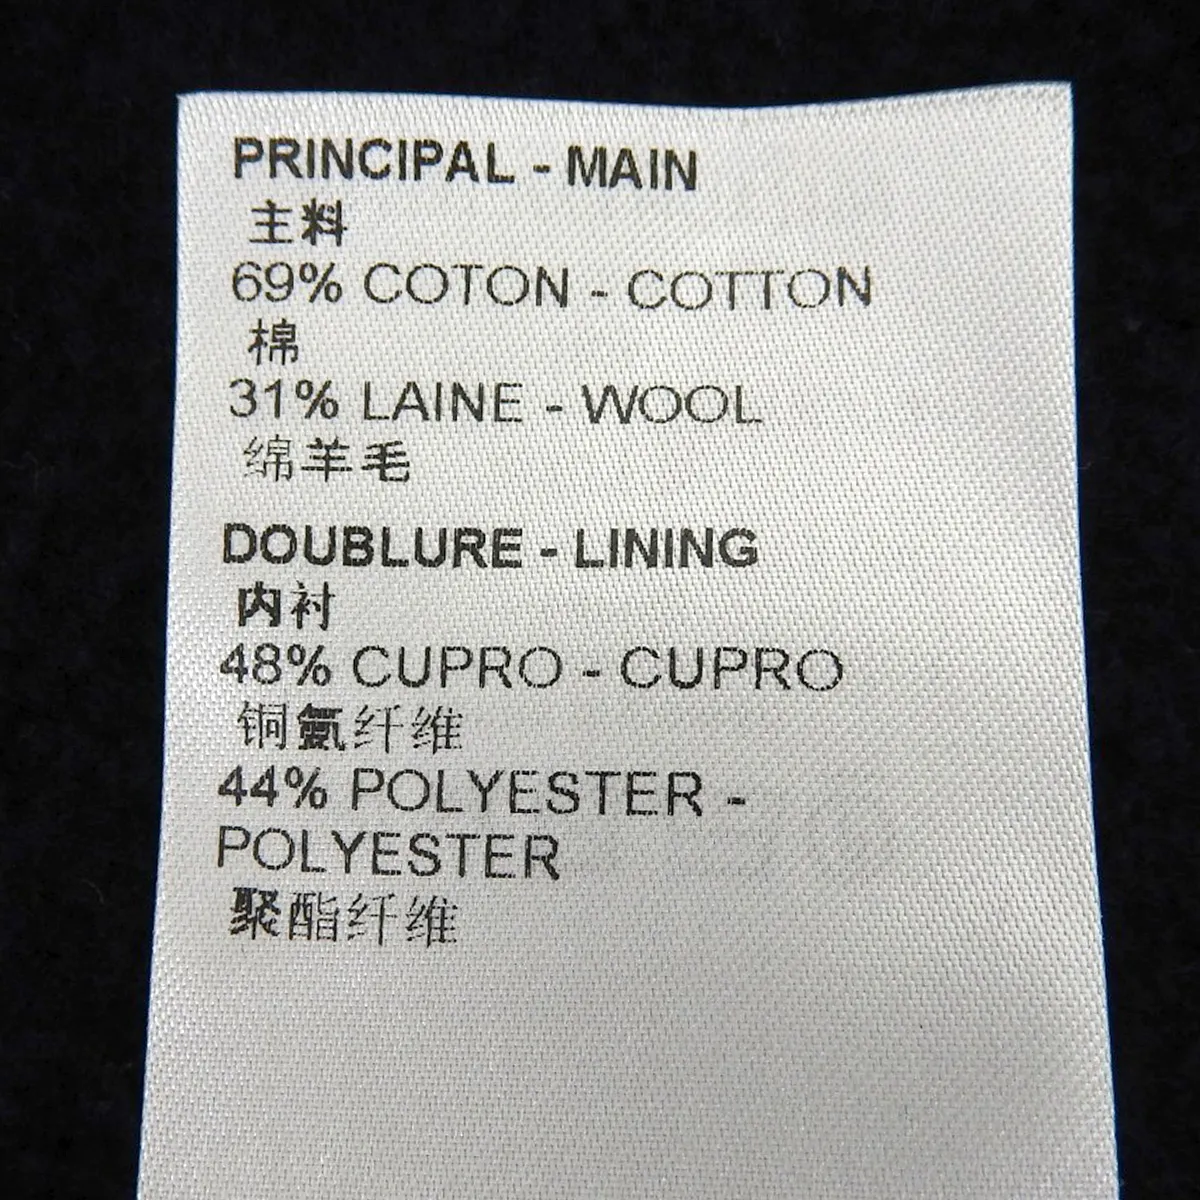 PRINCIPAL - MAIN
主料
69% COTON - COTTON
棉
31% LAINE - WOOL
绵羊毛
DOUBLURE - LINING
内衬
48% CUPRO - CUPRO
铜氨纤维
44% POLYESTER -
POLYESTER
聚酯纤维